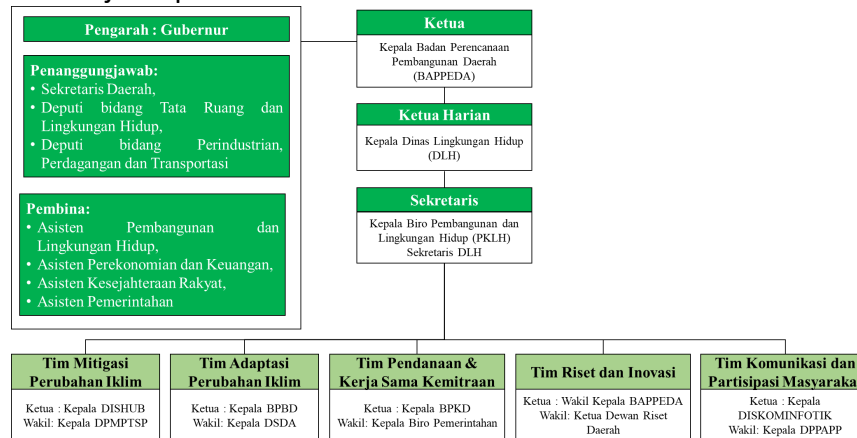 Pengarah : Gubernur
Penanggungjawab:
• Sekretaris Daerah,
• Deputi bidang Tata Ruang dan
Lingkungan Hidup,
• Deputi bidang Perindustrian,
Perdagangan dan Transportasi
Pembina:
• Asisten Pembangunan dan
Lingkungan Hidup,
• Asisten Perekonomian dan Keuangan,
• Asisten Kesejahteraan Rakyat,
• Asisten Pemerintahan
Ketua
Kepala Badan Perencanaan
Pembangunan Daerah
(BAPPEDA)
Ketua Harian
Kepala Dinas Lingkungan Hidup
(DLH)
Sekretaris
Kepala Biro Pembangunan dan
Lingkungan Hidup (PKLH)
Sekretaris DLH
Tim Mitigasi
Perubahan Iklim
Ketua : Kepala DISHUB
Wakil: Kepala DPMPTSP
Tim Adaptasi
Perubahan Iklim
Ketua : Kepala BPBD
Wakil: Kepala DSDA
Tim Pendanaan &
Kerja Sama Kemitraan
Ketua : Kepala BPKD
Wakil: Kepala Biro Pemerintahan
Tim Riset dan Inovasi
Ketua : Wakil Kepala BAPPEDA
Wakil: Ketua Dewan Riset
Daerah
Tim Komunikasi dan
Partisipasi Masyaraka
Ketua : Kepala
DISKOMINFOTIK
Wakil: Kepala DPPAPP